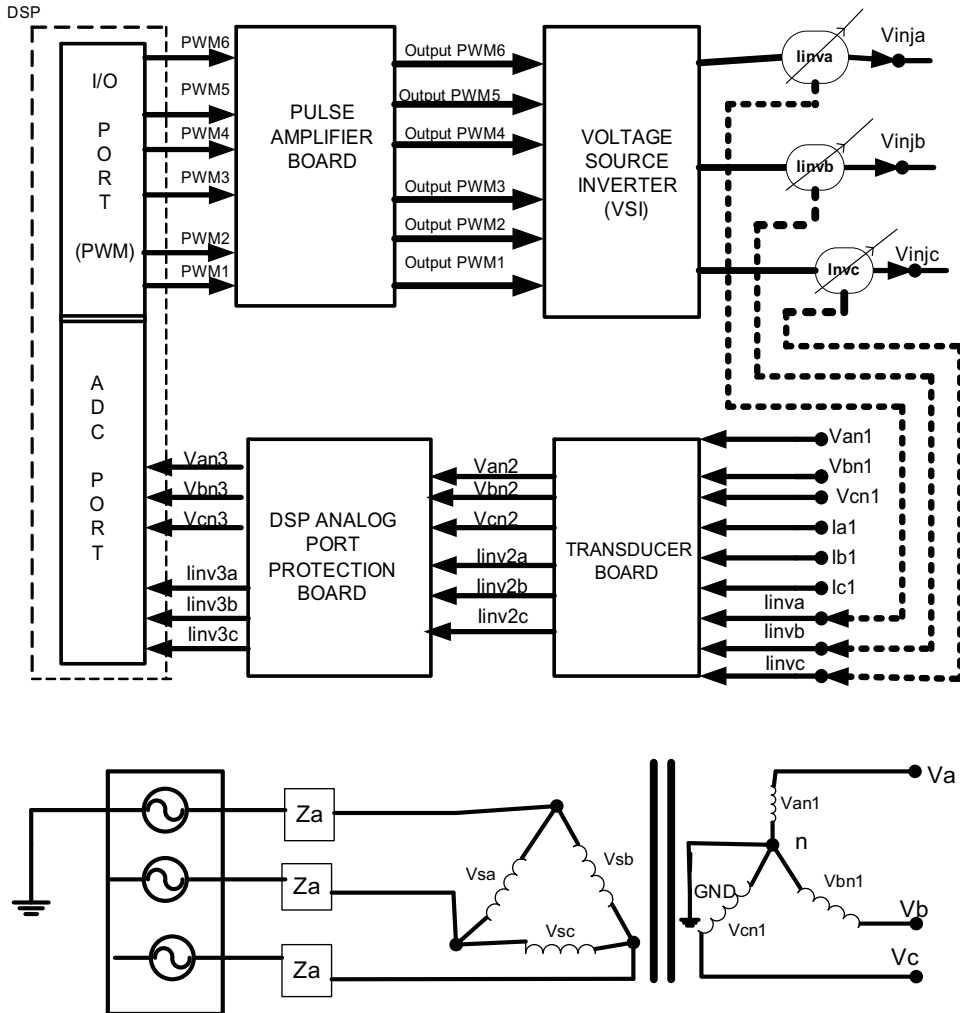 DSP
I/O
PORT
(PWM)
PWM6
PWM5
PWM4
PWM3
PWM2
PWM1
PULSE
AMPLIFIER
BOARD
Output PWM6
Output PWM5
Output PWM4
Output PWM3
Output PWM2
Output PWM1
VOLTAGE
SOURCE
INVERTER
(VSI)
Iinva
Vinja
Iinvb
Vinjb
Invc
Vinjc
ADC
PORT
Van3
Vbn3
Vcn3
Iinv3a
Iinv3b
Iinv3c
DSP ANALOG
PORT
PROTECTION
BOARD
Van2
Vbn2
Vcn2
Iinv2a
Iinv2b
Iinv2c
TRANSDUCER
BOARD
Van1
Vbn1
Vcn1
Ia1
Ib1
Ic1
Iinva
Iinvb
Iinvc
Za
Za
Za
Vsa
Vsb
Vsc
Van1
Va
n
GND
Vbn1
Vcn1
Vb
Vc